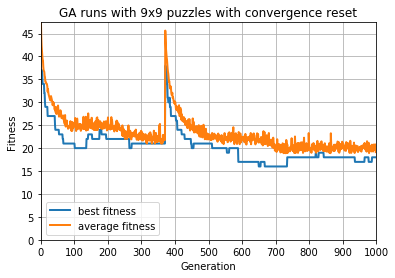 GA runs with 9x9 puzzles with convergence reset
Fitness
45
40
35
30
25
20
15
10
5
0
best fitness
average fitness
0 100 200 300 400 500 600 700 800 900 1000
Generation